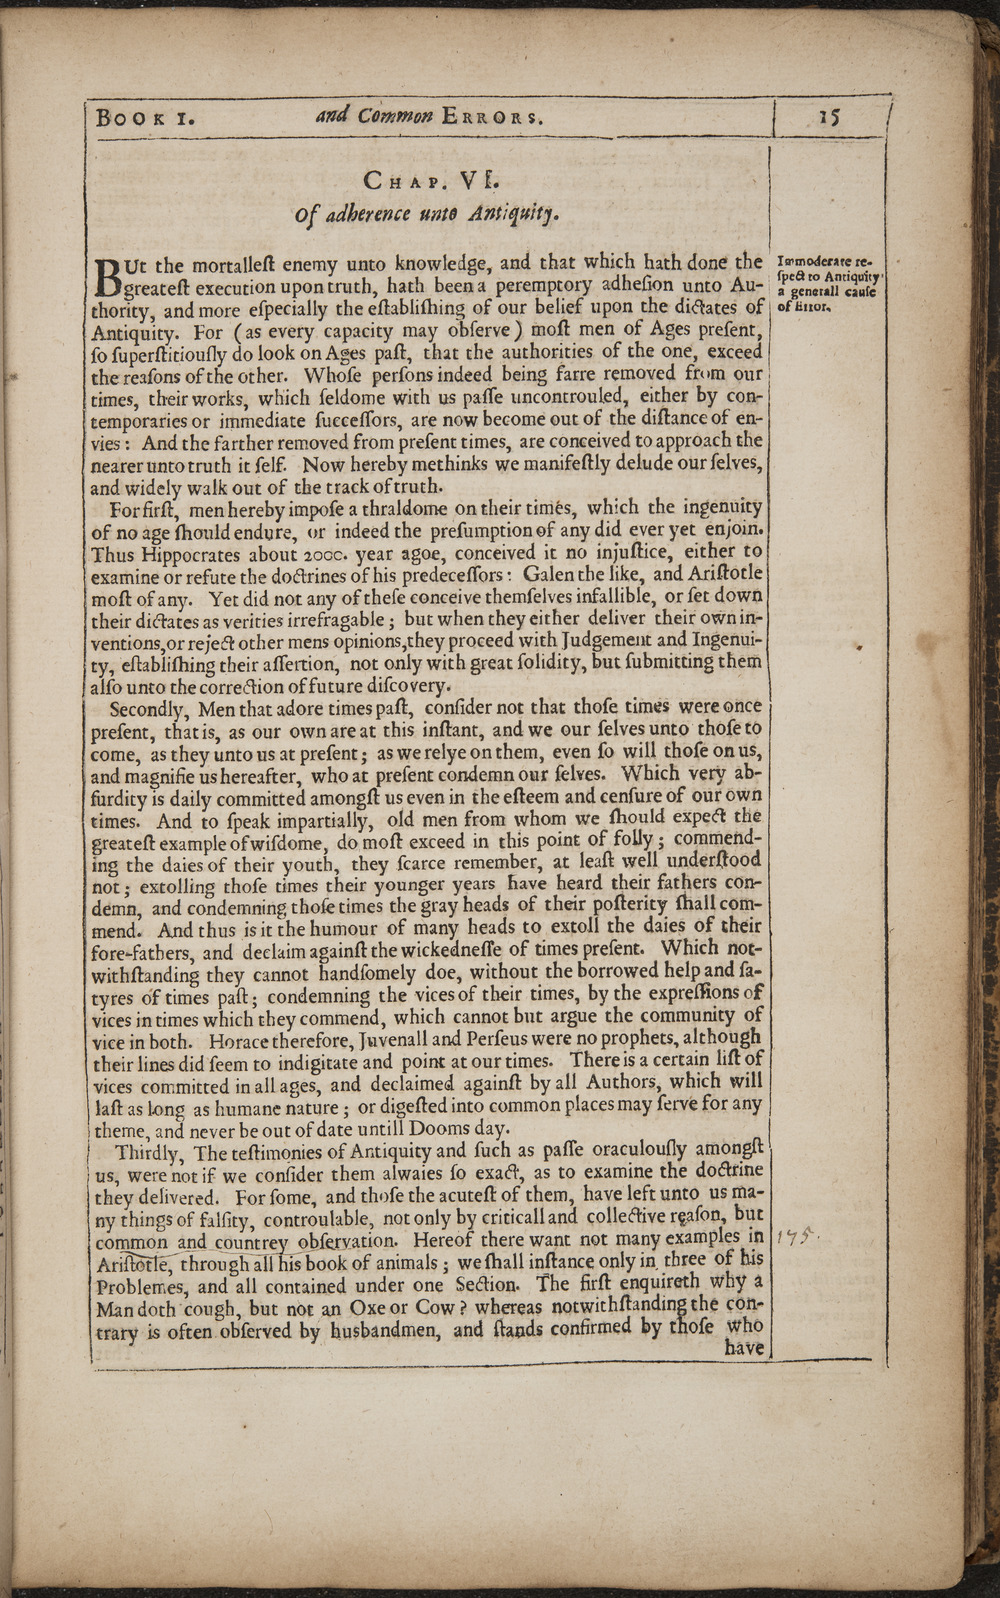 BOOK I. and Common ERRORS. 15
CHAP. VI.
Of adherence unto Antiquity.
BUt the mortalleſt enemy unto knowledge, and that which hath done the
greateſt execution upon truth, hath been a peremptory adheſion unto Au-
thority, and more eſpecially the eſtabliſhing of our belief upon the dictates of
Antiquity. For (as every capacity may obſerve) moſt men of Ages preſent,
ſo ſuperſtitiouſly do look on Ages paſt, that the authorities of the one, exceed
the reaſons of the other. Whoſe perſons indeed being farre removed from our
times, their works, which ſeldome with us paſſe uncontrouled, either by con-
temporaries or immediate ſucceſſors, are now become out of the diſtance of en-
vies : And the farther removed from preſent times, are conceived to approach the
nearer unto truth it ſelf. Now hereby methinks we manifeſtly delude our ſelves,
and widely walk out of the track of truth.
Immoderate re-
ſpect to Antiquity
a generall cauſe
of Error.
For firſt, men hereby impoſe a thraldome on their times, which the ingenuity
of no age ſhould endure, or indeed the preſumption of any did ever yet enjoin.
Thus Hippocrates about 2000. year agoe, conceived it no injuſtice, either to
examine or refute the doctrines of his predeceſſors : Galen the like, and Ariſtotle
moſt of any. Yet did not any of theſe conceive themſelves infallible, or ſet down
their dictates as verities irrefragable ; but when they either deliver their own in-
ventions, or reject other mens opinions, they proceed with Judgement and Ingenui-
ty, eſtabliſhing their aſſertion, not only with great ſolidity, but ſubmitting them
alſo unto the correction of future diſcovery.
Secondly, Men that adore times paſt, conſider not that thoſe times were once
preſent, that is, as our own are at this inſtant, and we our ſelves unto thoſe to
come, as they unto us at preſent ; as we relye on them, even ſo will thoſe on us,
and magnifie us hereafter, who at preſent condemn our ſelves. Which very ab-
ſurdity is daily committed amongſt us even in the eſteem and cenſure of our own
times. And to ſpeak impartially, old men from whom we ſhould expect the
greateſt example of wiſdome, do moſt exceed in this point of folly ; commend-
ing the daies of their youth, they ſcarce remember, at leaſt well underſtood
not ; extolling thoſe times their younger years have heard their fathers con-
demn, and condemning thoſe times the gray heads of their poſterity ſhall com-
mend. And thus is it the humour of many heads to extoll the daies of their
fore-fathers, and declaim againſt the wickedneſſe of times preſent. Which not-
withſtanding they cannot handſomely doe, without the borrowed help and ſa-
tyres of times paſt ; condemning the vices of their times, by the expreſſions of
vices in times which they commend, which cannot but argue the community of
vice in both. Horace therefore, Juvenall and Perſeus were no prophets, although
their lines did ſeem to indigitate and point at our times. There is a certain liſt of
vices committed in all ages, and declaimed againſt by all Authors, which will
laſt as long as humane nature ; or digeſted into common places may ſerve for any
theme, and never be out of date untill Dooms day.
Thirdly, The teſtimonies of Antiquity and ſuch as paſſe oraculouſly amongſt
us, were not if we conſider them alwaies ſo exact, as to examine the doctrine
they delivered. For ſome, and thoſe the acuteſt of them, have left unto us ma-
ny things of falſity, controulable, not only by criticall and collective reaſon, but
common and countrey obſervation. Hereof there want not many examples in
Ariſtotle, through all his book of animals ; we ſhall inſtance only in three of his
Problemes, and all contained under one Section. The firſt enquireth why a
Man doth cough, but not an Oxe or Cow ? whereas notwithſtanding the con-
trary is often obſerved by husbandmen, and ſtands confirmed by thoſe who
have
175.